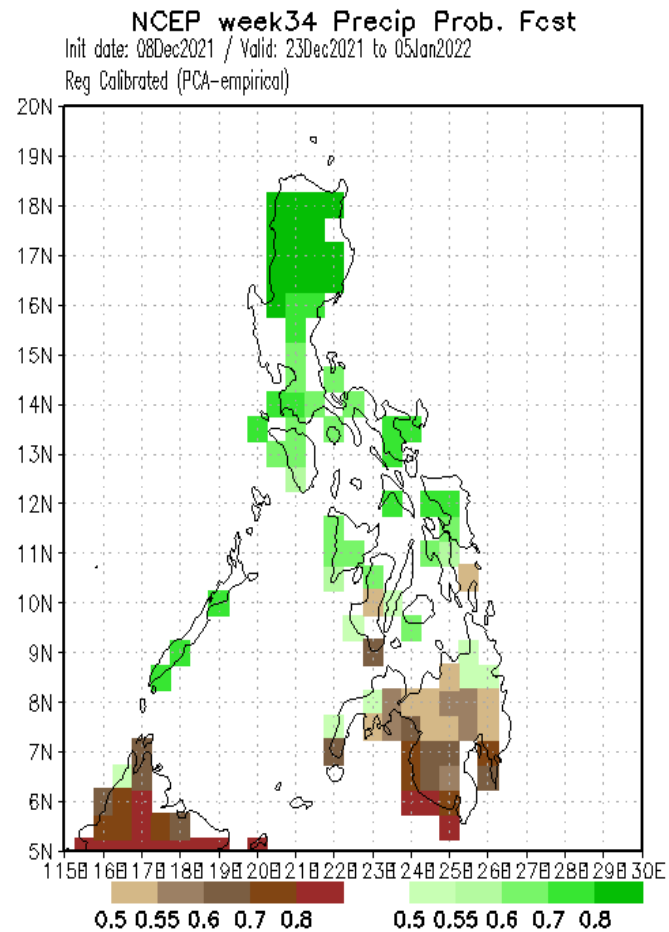 NCEP week34 Precip Prob. Fcst
Init date: 08Dec2021 / Valid: 23Dec2021 to 05Jan2022
Reg Calibrated (PCA-empirical)
20N
19N
18N
17N
16N
15N
14N
13N
12N
11N
10N
9N
8N
7N
6N
5N
115E 116E 117E 118E 119E 120E 121E 122E 123E 124E 125E 126E 127E 128E 129E 130E
0.5 0.55 0.6 0.7 0.8 0.5 0.55 0.6 0.7 0.8